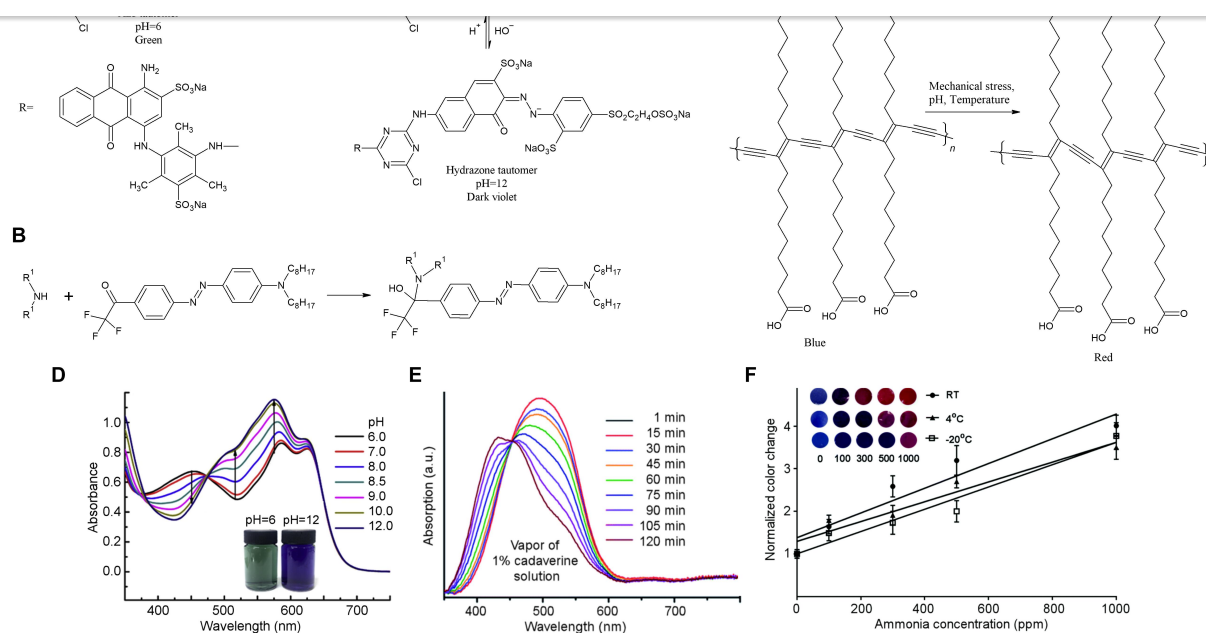 Cl
pH=6
Green
Cl
H+
HO−
R=
O
NH2
SO3Na
O
HN
CH3
NH
H3C
CH3
SO3Na
SO3Na
N
N
−
O
SO2C2H4OSO3Na
NaO3S
NH
N
N
N
R
Cl
Hydrazone tautomer
pH=12
Dark violet
Mechanical stress,
pH, Temperature
n
n
O
HO
O
HO
O
HO
Blue
O
HO
O
HO
O
HO
Red
B
R1
NH
R1
+
O
F
F
F
N
N
N
C8H17
C8H17
R1
R1
N
HO
F
F
F
N
N
N
C8H17
C8H17
D
Absorbance
1.0
0.8
0.6
0.4
0.2
0.0
400 500 600 700
Wavelength (nm)
pH
6.0
7.0
8.0
8.5
9.0
10.0
12.0
pH=6 pH=12
E
Absorption (a.u.)
1 min
15 min
30 min
45 min
60 min
75 min
90 min
105 min
120 min
Vapor of
1% cadaverine
solution
400 500 600 700
Wavelength (nm)
F
Normalized color change
4
3
2
1
RT
4°C
-20°C
0 100 300 500 1000
0 200 400 600 800 1000
Ammonia concentration (ppm)